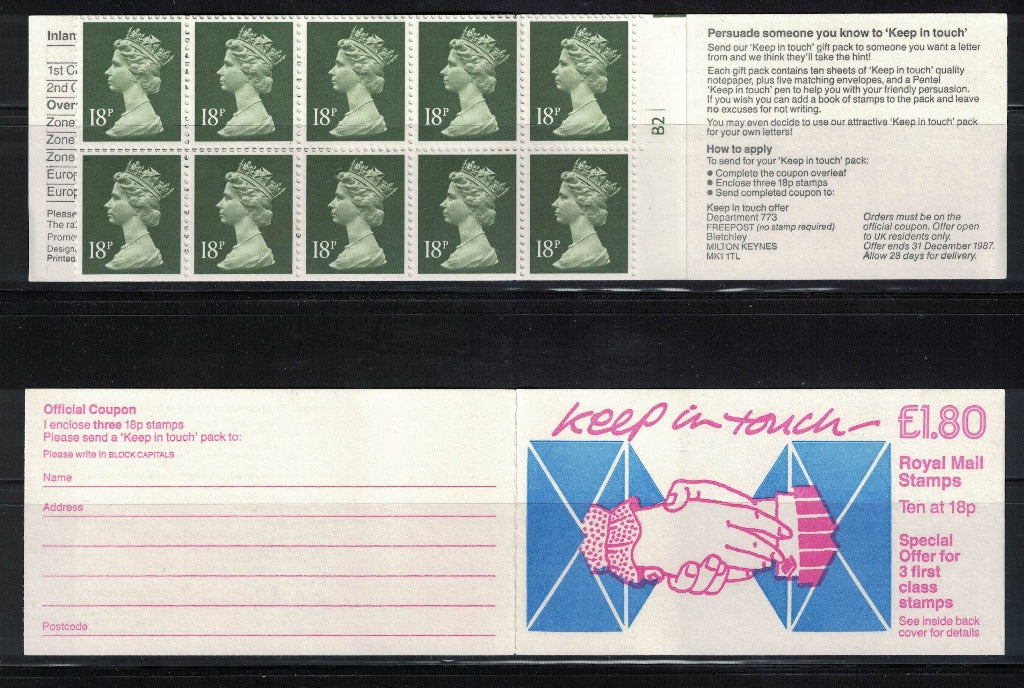 Inlan
1st C
2nd C
Over
Zone
Zone
Zone
Europ
Europ
Please
The ra
Promo
Design
Printed
18P 18P 18P 18P 18P
18P 18P 18P 18P 18P
B2
Persuade someone you know to 'Keep in touch'
Send our 'Keep in touch' gift pack to someone you want a letter
from and we think they'll take the hint!
Each gift pack contains ten sheets of 'Keep in touch' quality
notepaper, plus five matching envelopes, and a Pentel
'Keep in touch' pen to help you with your friendly persuasion.
If you wish you can add a book of stamps to the pack and leave
no excuses for not writing.
You may even decide to use our attractive 'Keep in touch' pack
for your own letters!
How to apply
To send for your 'Keep in touch' pack:
● Complete the coupon overleaf
● Enclose three 18p stamps
● Send completed coupon to:
Keep in touch offer
Department 773
FREEPOST (no stamp required)
Bletchley
MILTON KEYNES
MK1 1TL
Orders must be on the
official coupon. Offer open
to UK residents only.
Offer ends 31 December 1987.
Allow 28 days for delivery.
Official Coupon
I enclose three 18p stamps
Please send a 'Keep in touch' pack to:
Please write in BLOCK CAPITALS
Name
Address
Postcode
Keep in touch
£1.80
Royal Mail
Stamps
Ten at 18p
Special
Offer for
3 first
class
stamps
See inside back
cover for details